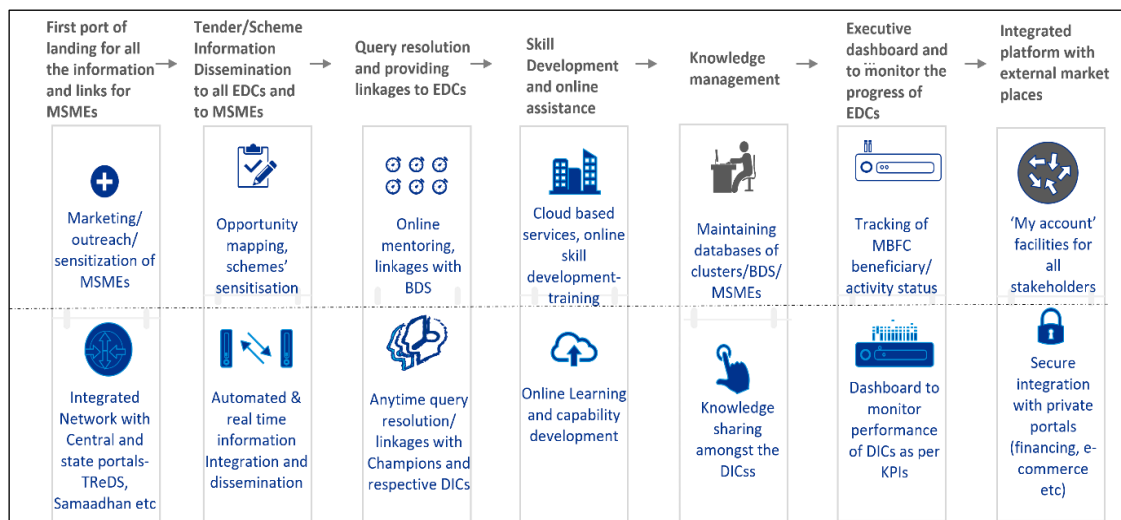 First port of
landing for all
the information
and links for
MSMEs
Tender/Scheme
Information
Dissemination
to all EDCs and
to MSMEs
Query resolution
and providing
linkages to EDCs
Skill
Development
and online
assistance
Knowledge
management
Executive
dashboard and
to monitor the
progress of
EDCs
Integrated
platform with
external market
places
Marketing/
outreach/
sensitization of
MSMEs
Opportunity
mapping,
schemes'
sensitisation
Online
mentoring,
linkages with
BDS
Cloud based
services, online
skill
development-
training
Maintaining
databases of
clusters/BDS/
MSMEs
Tracking of
MBFC
beneficiary/
activity status
‘My account’
facilities for
all
stakeholders
Integrated
Network with
Central and
state portals-
TReDS,
Samaadhan etc
Automated &
real time
information
Integration and
dissemination
Anytime query
resolution/
linkages with
Champions and
respective DICs
Online Learning
and capability
development
Knowledge
sharing
amongst the
DICss
Dashboard to
monitor
performance
of DICs as per
KPIs
Secure
integration
with private
portals
(financing, e-
commerce
etc)